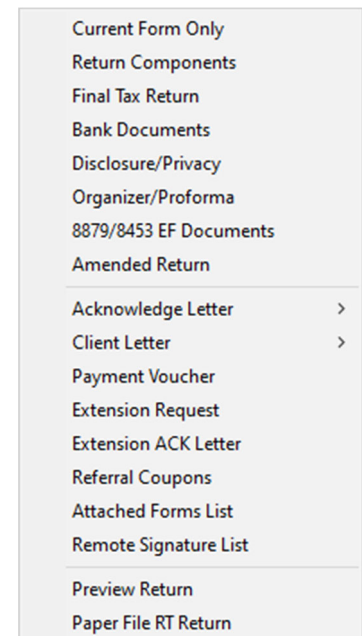 Current Form Only
Return Components
Final Tax Return
Bank Documents
Disclosure/Privacy
Organizer/Proforma
8879/8453 EF Documents
Amended Return
Acknowledge Letter
Client Letter
Payment Voucher
Extension Request
Extension ACK Letter
Referral Coupons
Attached Forms List
Remote Signature List
Preview Return
Paper File RT Return